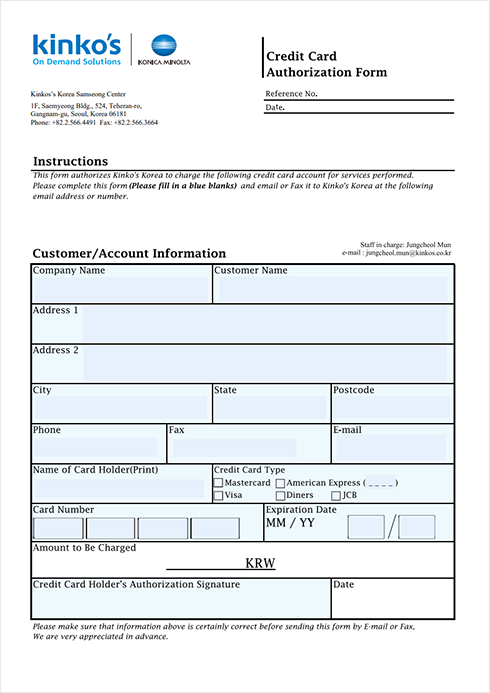 kinko's
On Demand Solutions
KONICA MINOLTA
Credit Card
Authorization Form
Reference No.
Date.
Kinkos's Korea Samseong Center
1F, Saemyeong Bldg., 524, Teheran-ro,
Gangnam-gu, Seoul, Korea 06181
Phone: +82.2.566.4491 Fax: +82.2.566.3664
Instructions
This form authorizes Kinko's Korea to charge the following credit card account for services performed.
Please complete this form (Please fill in a blue blanks) and email or Fax it to Kinko's Korea at the following
email address or number.
Staff in charge: Jungcheol Mun
e-mail : jungcheol.mun@kinkos.co.kr
Customer/Account Information
Company Name Customer Name
Address 1
Address 2
City State Postcode
Phone Fax E-mail
Name of Card Holder(Print) Credit Card Type
Mastercard American Express ( _ _ _ _ )
Visa Diners JCB
Card Number Expiration Date
MM / YY /
Amount to Be Charged
KRW
Credit Card Holder's Authorization Signature Date
Please make sure that information above is certainly correct before sending this form by E-mail or Fax,
We are very appreciated in advance.